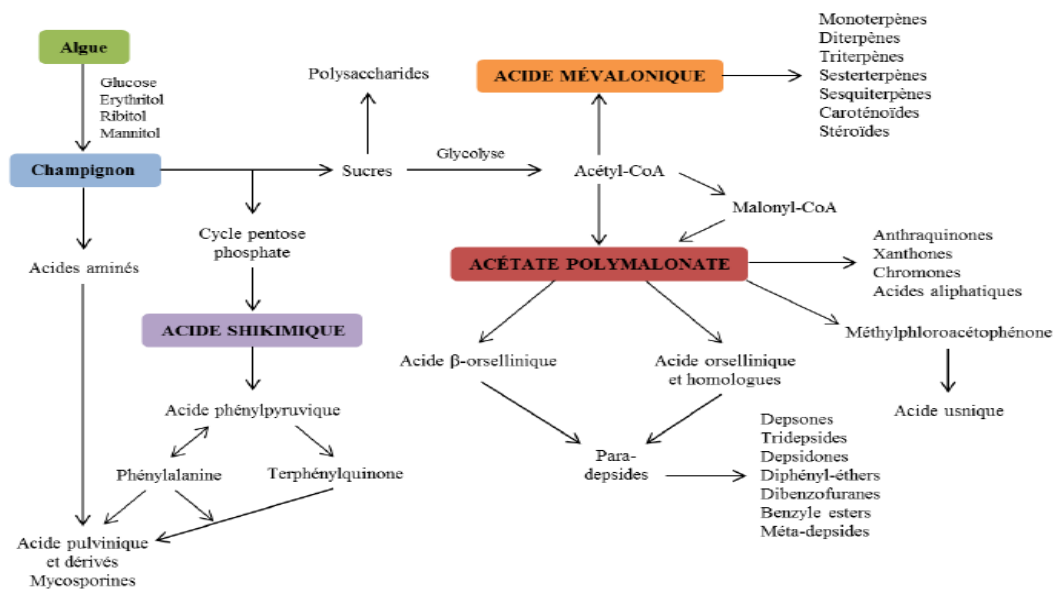 Algue
Glucose
Erythritol
Ribitol
Mannitol
Champignon
Polysaccharides
Sucres
Glycolyse
ACIDE MÉVALONIQUE
Monoterpènes
Diterpènes
Triterpènes
Sesterterpènes
Sesquiterpènes
Caroténoïdes
Stéroïdes
Acétyl-CoA
Malonyl-CoA
Cycle pentose
phosphate
Acides aminés
ACÉTATE POLYMALONATE
Anthraquinones
Xanthones
Chromones
Acides aliphatiques
ACIDE SHIKIMIQUE
Méthylphloroacétophénone
Acide β-orsellinique
Acide orsellinique
et homologues
Acide usnique
Acide phénylpyruvique
Phénylalanine
Terphénylquinone
Para-
depsides
Depsones
Tridepsides
Depsidones
Diphényl-éthers
Dibenzofuranes
Benzyle esters
Méta-depsides
Acide pulvinique
et dérivés
Mycosporines